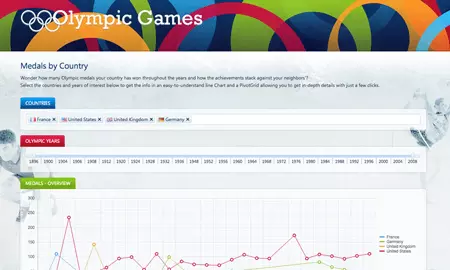 Olympic Games
Medals by Country
Wonder how many Olympic medals your country has won throughout the years and how the achievements stack against your neighbors'?
Select the countries and years of interest below to get the info in an easy-to-understand line Chart and a PivotGrid allowing you to get in-depth details with just a few clicks.
COUNTRIES
France × United States × United Kingdom × Germany ×
OLYMPIC YEARS
1896 1900 1904 1908 1912 1920 1924 1928 1932 1936 1948 1952 1956 1960 1964 1968 1972 1976 1980 1984 1988 1992 1996 2000 2004 2008
MEDALS - OVERVIEW
300
250
200
150
100
50
France
Germany
United Kingdom
United States